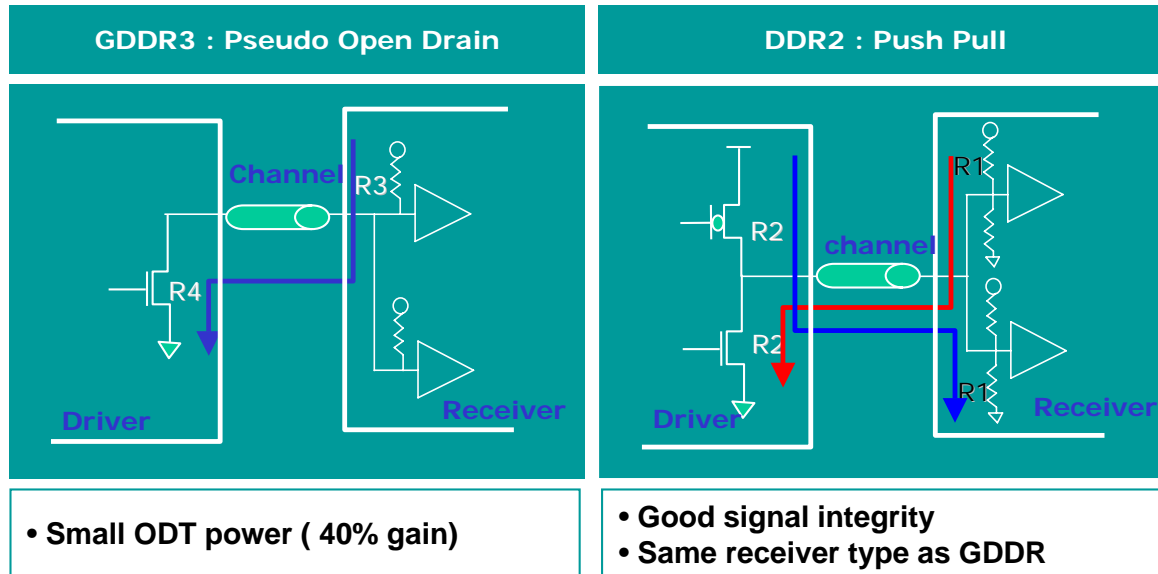 GDDR3 : Pseudo Open Drain
Channel
R3
R4
Driver
Receiver
• Small ODT power ( 40% gain)
DDR2 : Push Pull
R1
R2
channel
R2
R1
Driver
Receiver
• Good signal integrity
• Same receiver type as GDDR